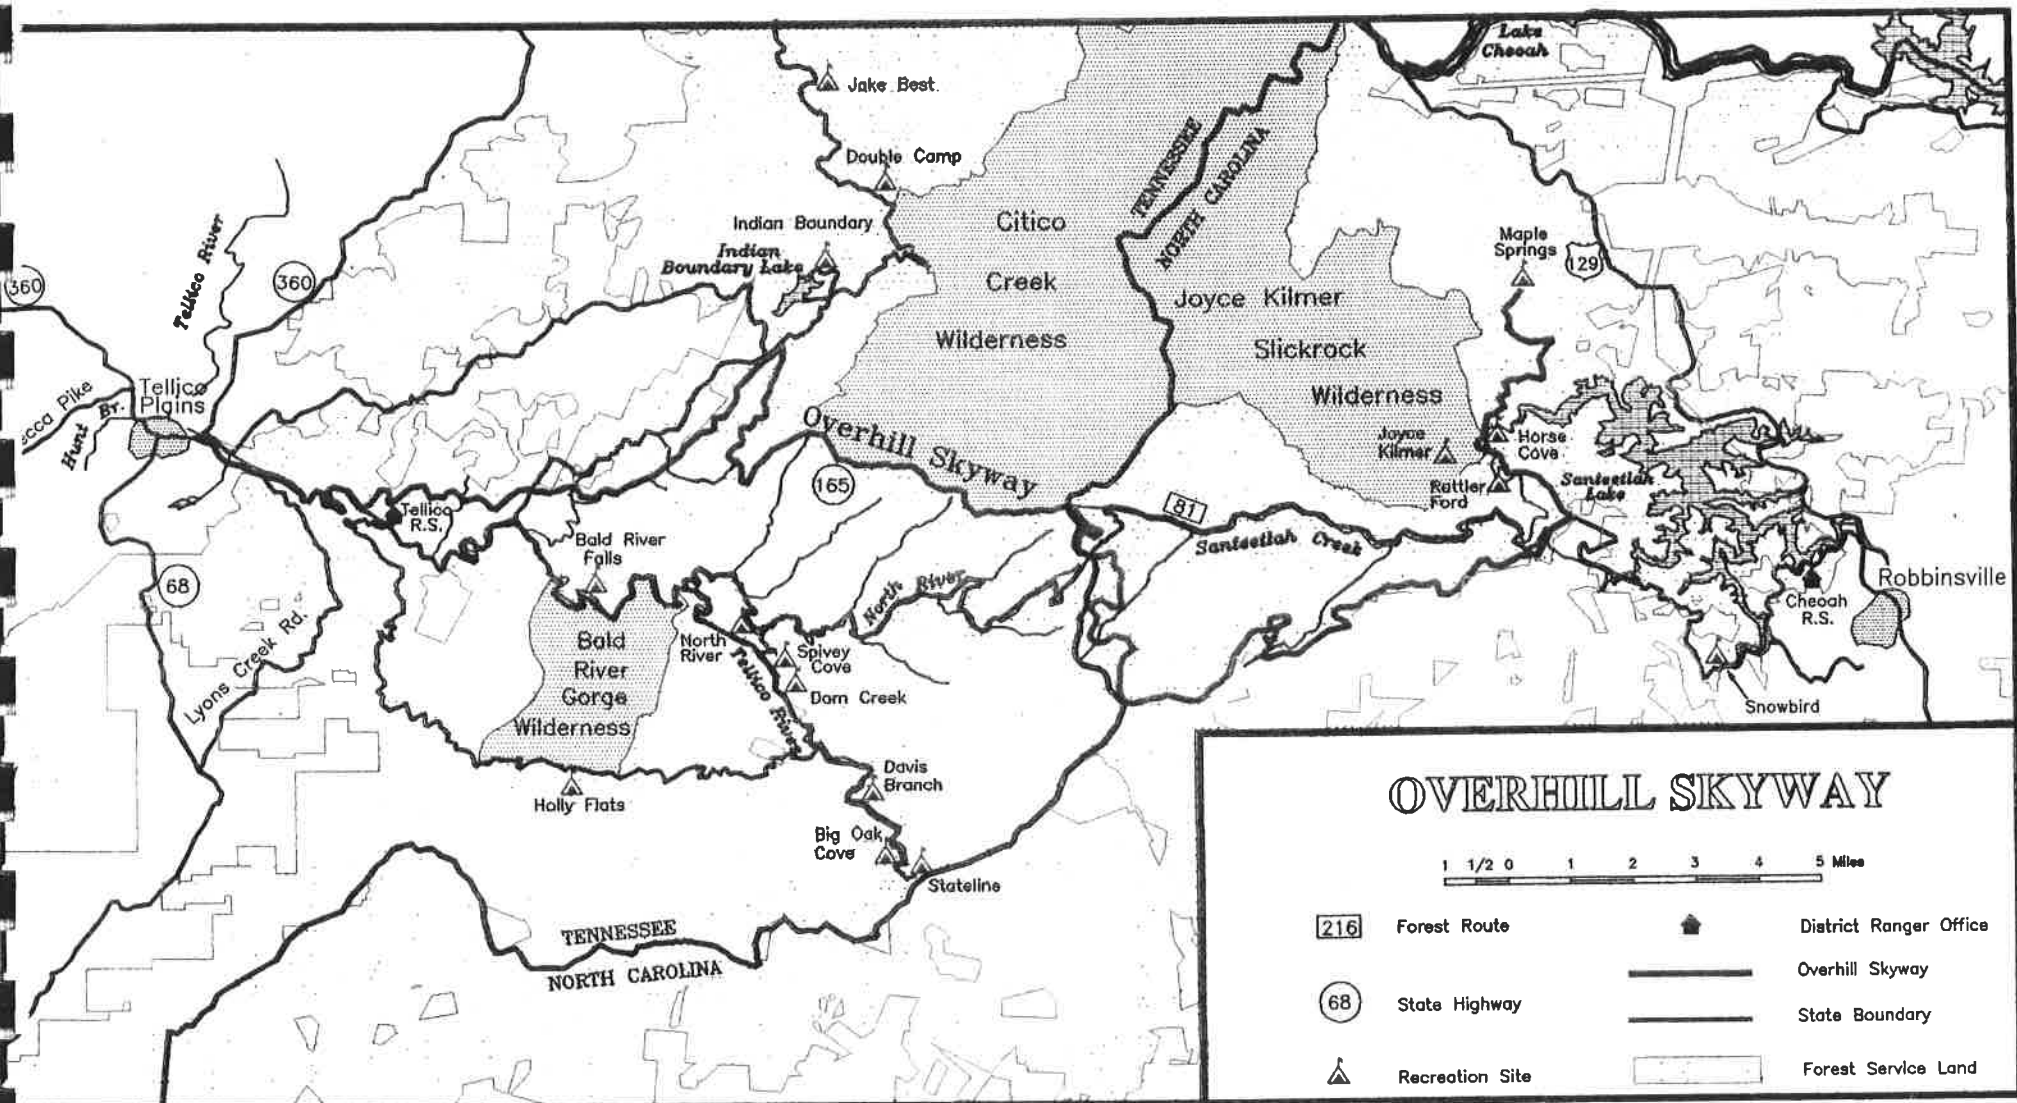 Lake
Cheoah
Jake Best
Double Camp
TENNESSEE
NORTH CAROLINA
Indian Boundary
Indian
Boundary Lake
Citico
Creek
Wilderness
Maple
Springs
129
360
Tellico River
360
Joyce Kilmer
Slickrock
Wilderness
Tellico
Plains
Pike
Hunt Br.
Overhill Skyway
165
Joyce
Kilmer
Horse
Cove
Rattler
Ford
Santeetlah
Lake
81
Santeetlah Creek
Tellico
R.S.
Bald River
Falls
North River
68
Lyons Creek Rd.
Bald
River
Gorge
Wilderness
North
River
Tellico River
Spivey
Cove
Dorn Creek
Robbinsville
Cheoah
R.S.
Snowbird
Holly Flats
Davis
Branch
Big Oak
Cove
Stateline
TENNESSEE
NORTH CAROLINA
OVERHILL SKYWAY
1 1/2 0 1 2 3 4 5 Miles
216 Forest Route
District Ranger Office
Overhill Skyway
68 State Highway
State Boundary
Recreation Site
Forest Service Land